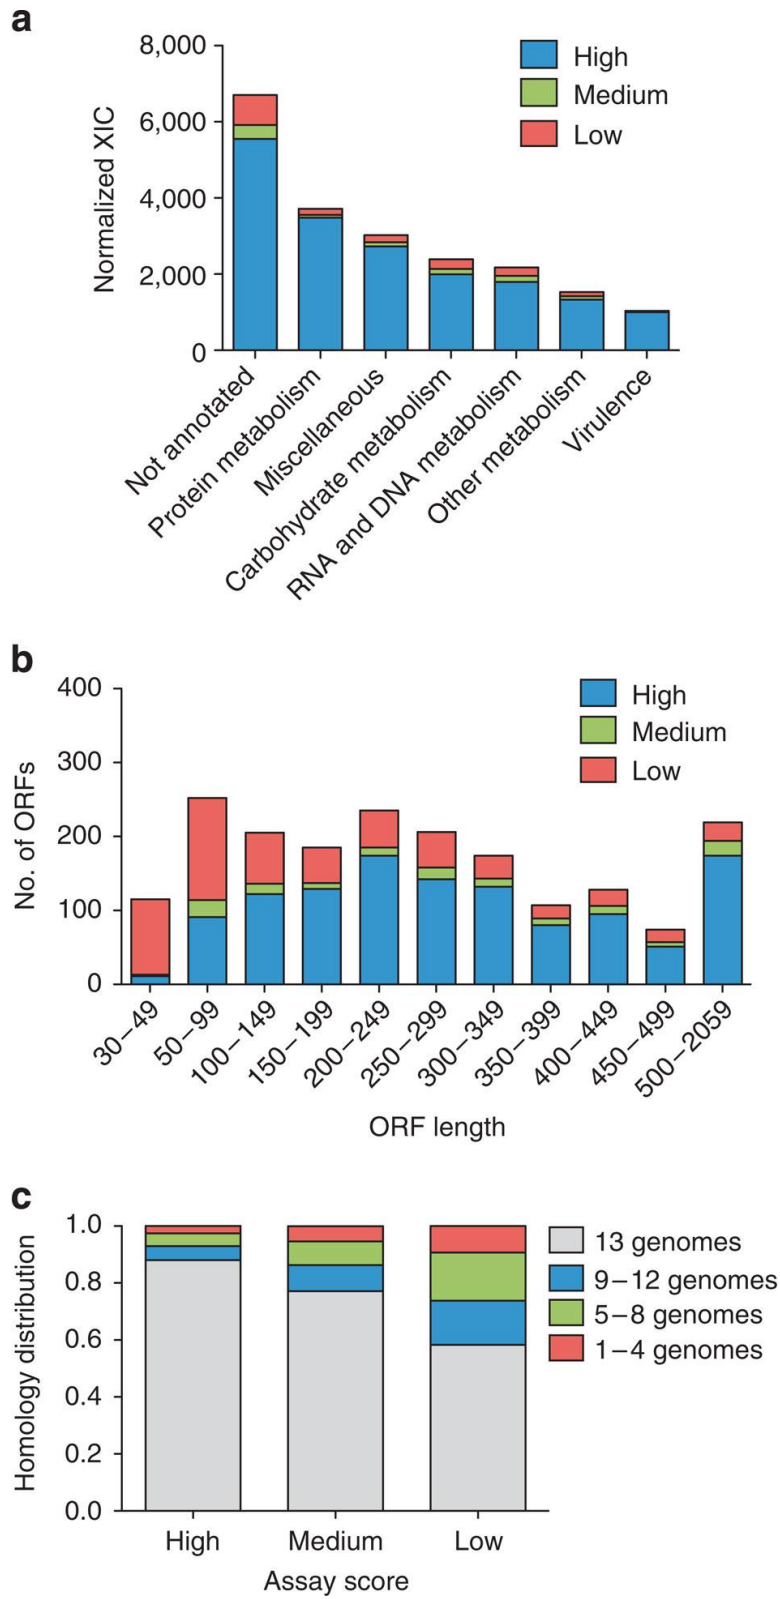 a
8,000
6,000
4,000
2,000
0
Normalized XIC
High
Medium
Low
Not annotated
Protein metabolism
Miscellaneous
Carbohydrate metabolism
RNA and DNA metabolism
Other metabolism
Virulence
b
400
300
200
100
0
No. of ORFs
High
Medium
Low
30–49
50–99
100–149
150–199
200–249
250–299
300–349
350–399
400–449
450–499
500–2059
ORF length
c
1.0
0.8
0.6
0.4
0.2
0.0
Homology distribution
13 genomes
9–12 genomes
5–8 genomes
1–4 genomes
High
Medium
Low
Assay score